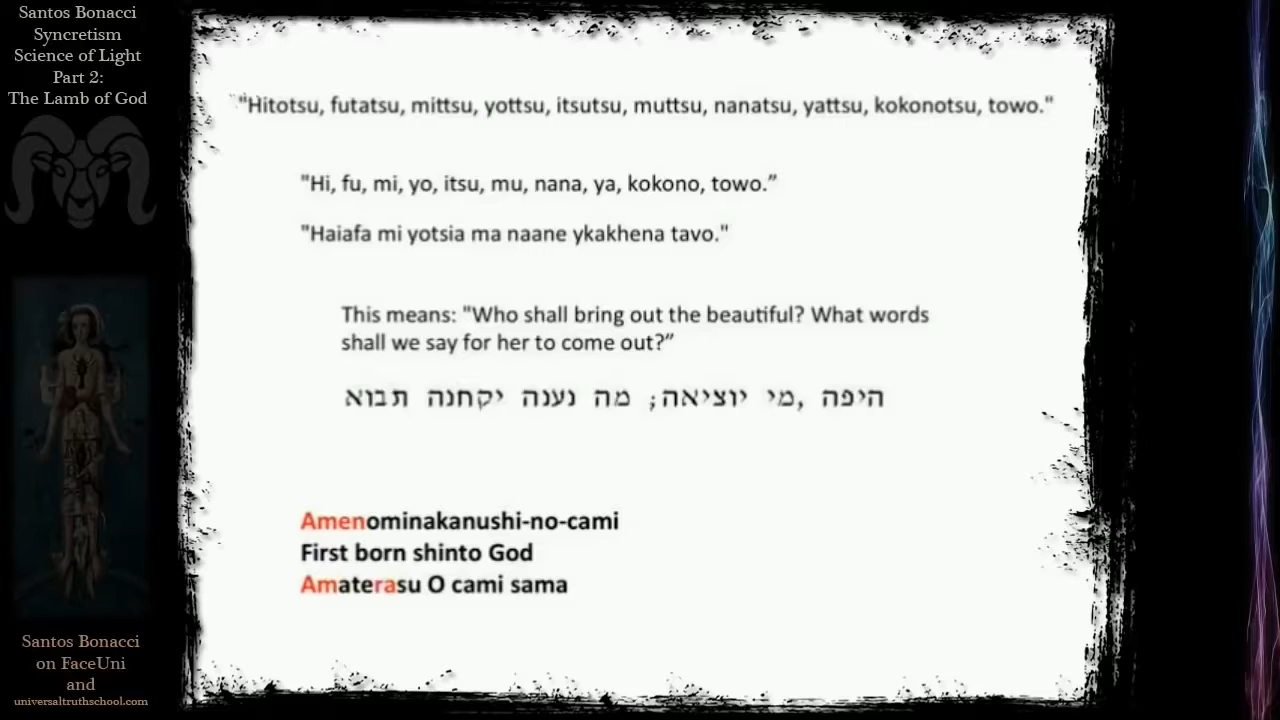 Santos Bonacci
Syncretism
Science of Light
Part 2:
The Lamb of God
"Hitotsu, futatsu, mittsu, yottsu, itsutsu, muttsu, nanatsu, yattsu, kokonotsu, towo."
"Hi, fu, mi, yo, itsu, mu, nana, ya, kokono, towo.”
"Haiafa mi yotsia ma naane ykakhena tavo."
This means: "Who shall bring out the beautiful? What words
shall we say for her to come out?”
היפה ,מי יוציאה; מה נענה יקחנה תבוא
Amenominakanushi-no-cami
First born shinto God
Amaterasu O cami sama
Santos Bonacci
on FaceUni
and
universaltruthschool.com